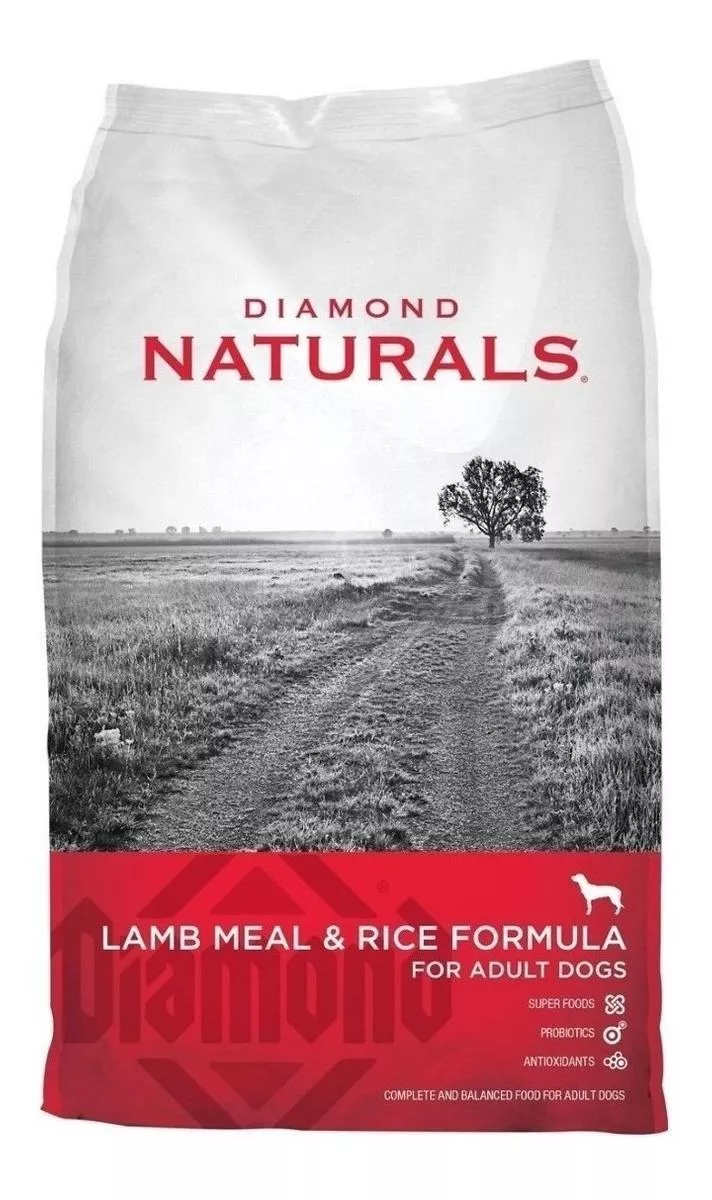 DIAMOND
NATURALS®
Diamond®
LAMB MEAL & RICE FORMULA
FOR ADULT DOGS
SUPER FOODS
PROBIOTICS
ANTIOXIDANTS
COMPLETE AND BALANCED FOOD FOR ADULT DOGS